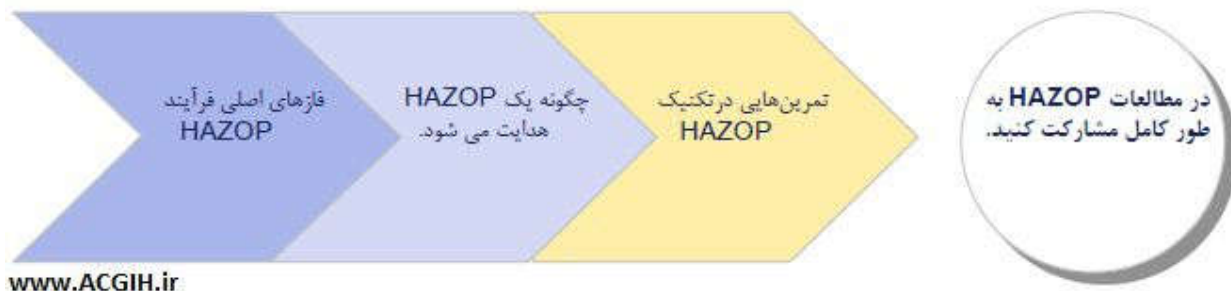 فازهای اصلی فرآیند
HAZOP
چگونه یک HAZOP
هدایت می شود.
تمرین‌هایی درتکنیک
HAZOP
در مطالعات HAZOP به
طور کامل مشارکت کنید.
www.ACGIH.ir